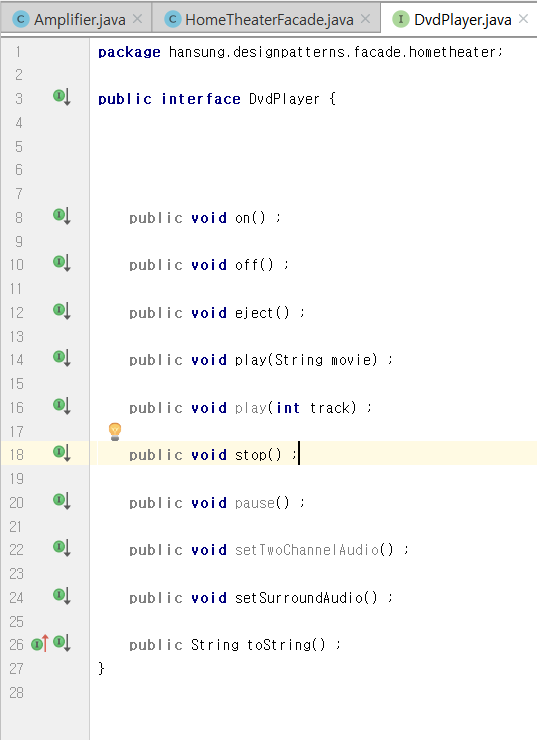 C Amplifier.java × C HomeTheaterFacade.java × I DvdPlayer.java ×
1 package hansung.designpatterns.facade.hometheater;
2
3 public interface DvdPlayer {
4
5
6
7
8 public void on() ;
9
10 public void off() ;
11
12 public void eject() ;
13
14 public void play(String movie) ;
15
16 public void play(int track) ;
17
18 public void stop() ;
19
20 public void pause() ;
21
22 public void setTwoChannelAudio() ;
23
24 public void setSurroundAudio() ;
25
26 public String toString() ;
27 }
28